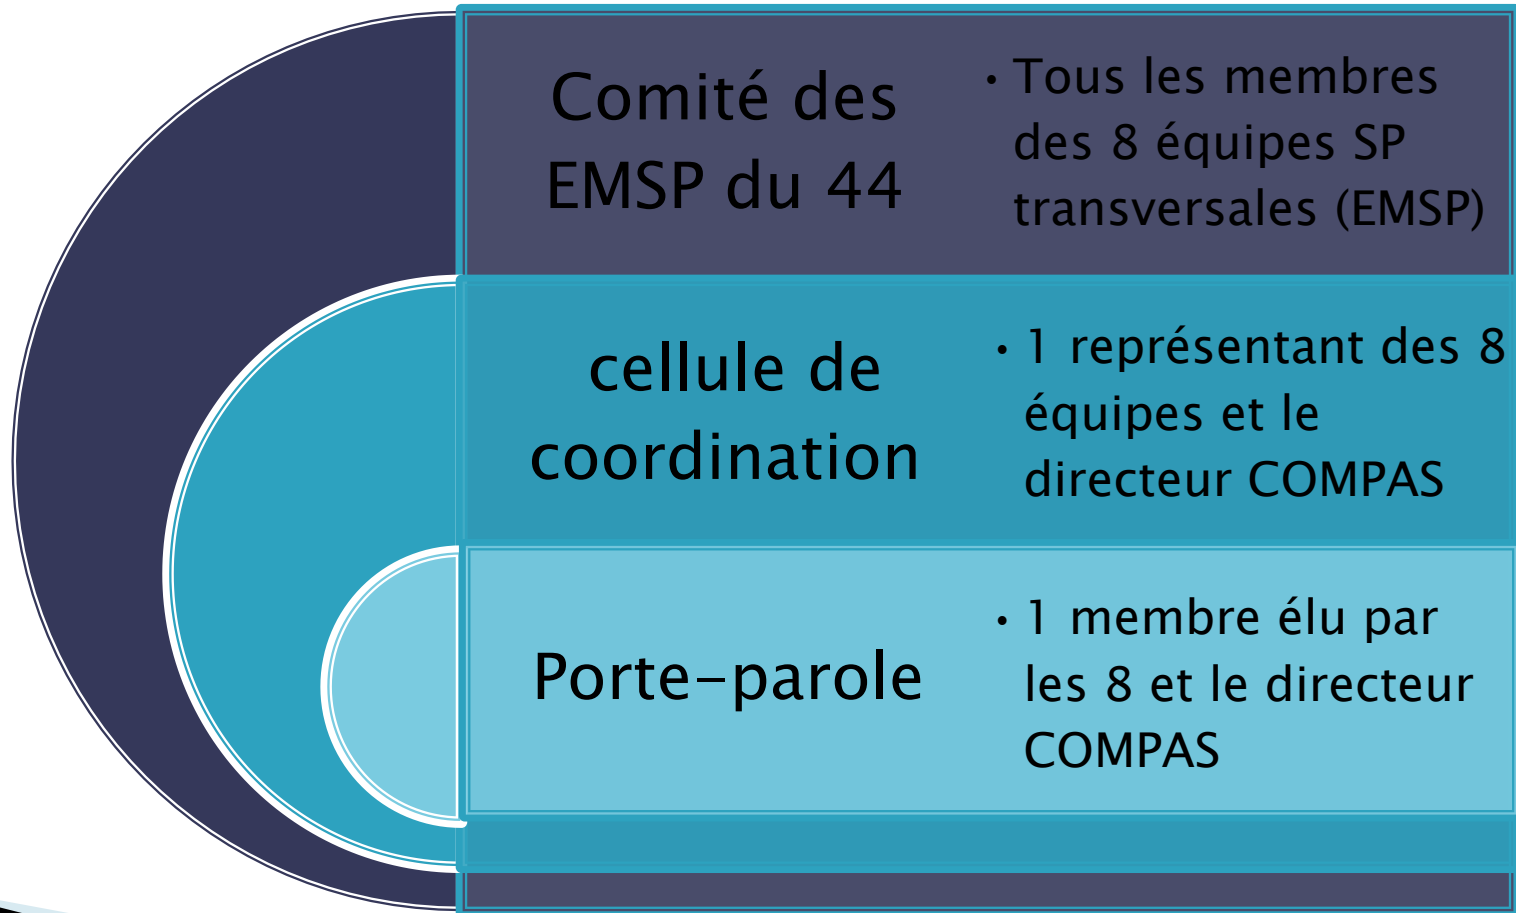 Comité des
EMSP du 44
• Tous les membres
des 8 équipes SP
transversales (EMSP)
cellule de
coordination
• 1 représentant des 8
équipes et le
directeur COMPAS
Porte-parole
• 1 membre élu par
les 8 et le directeur
COMPAS